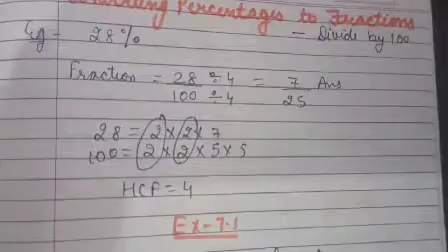 Converting Percentages to Fractions
Eg - 28% - Divide by 100
Fraction = 28 ÷ 4 = 7 Ans
100 ÷ 4 25
28 = 2 × 2 × 7
100 = 2 × 2 × 5 × 5
HCF = 4
Ex-7.1